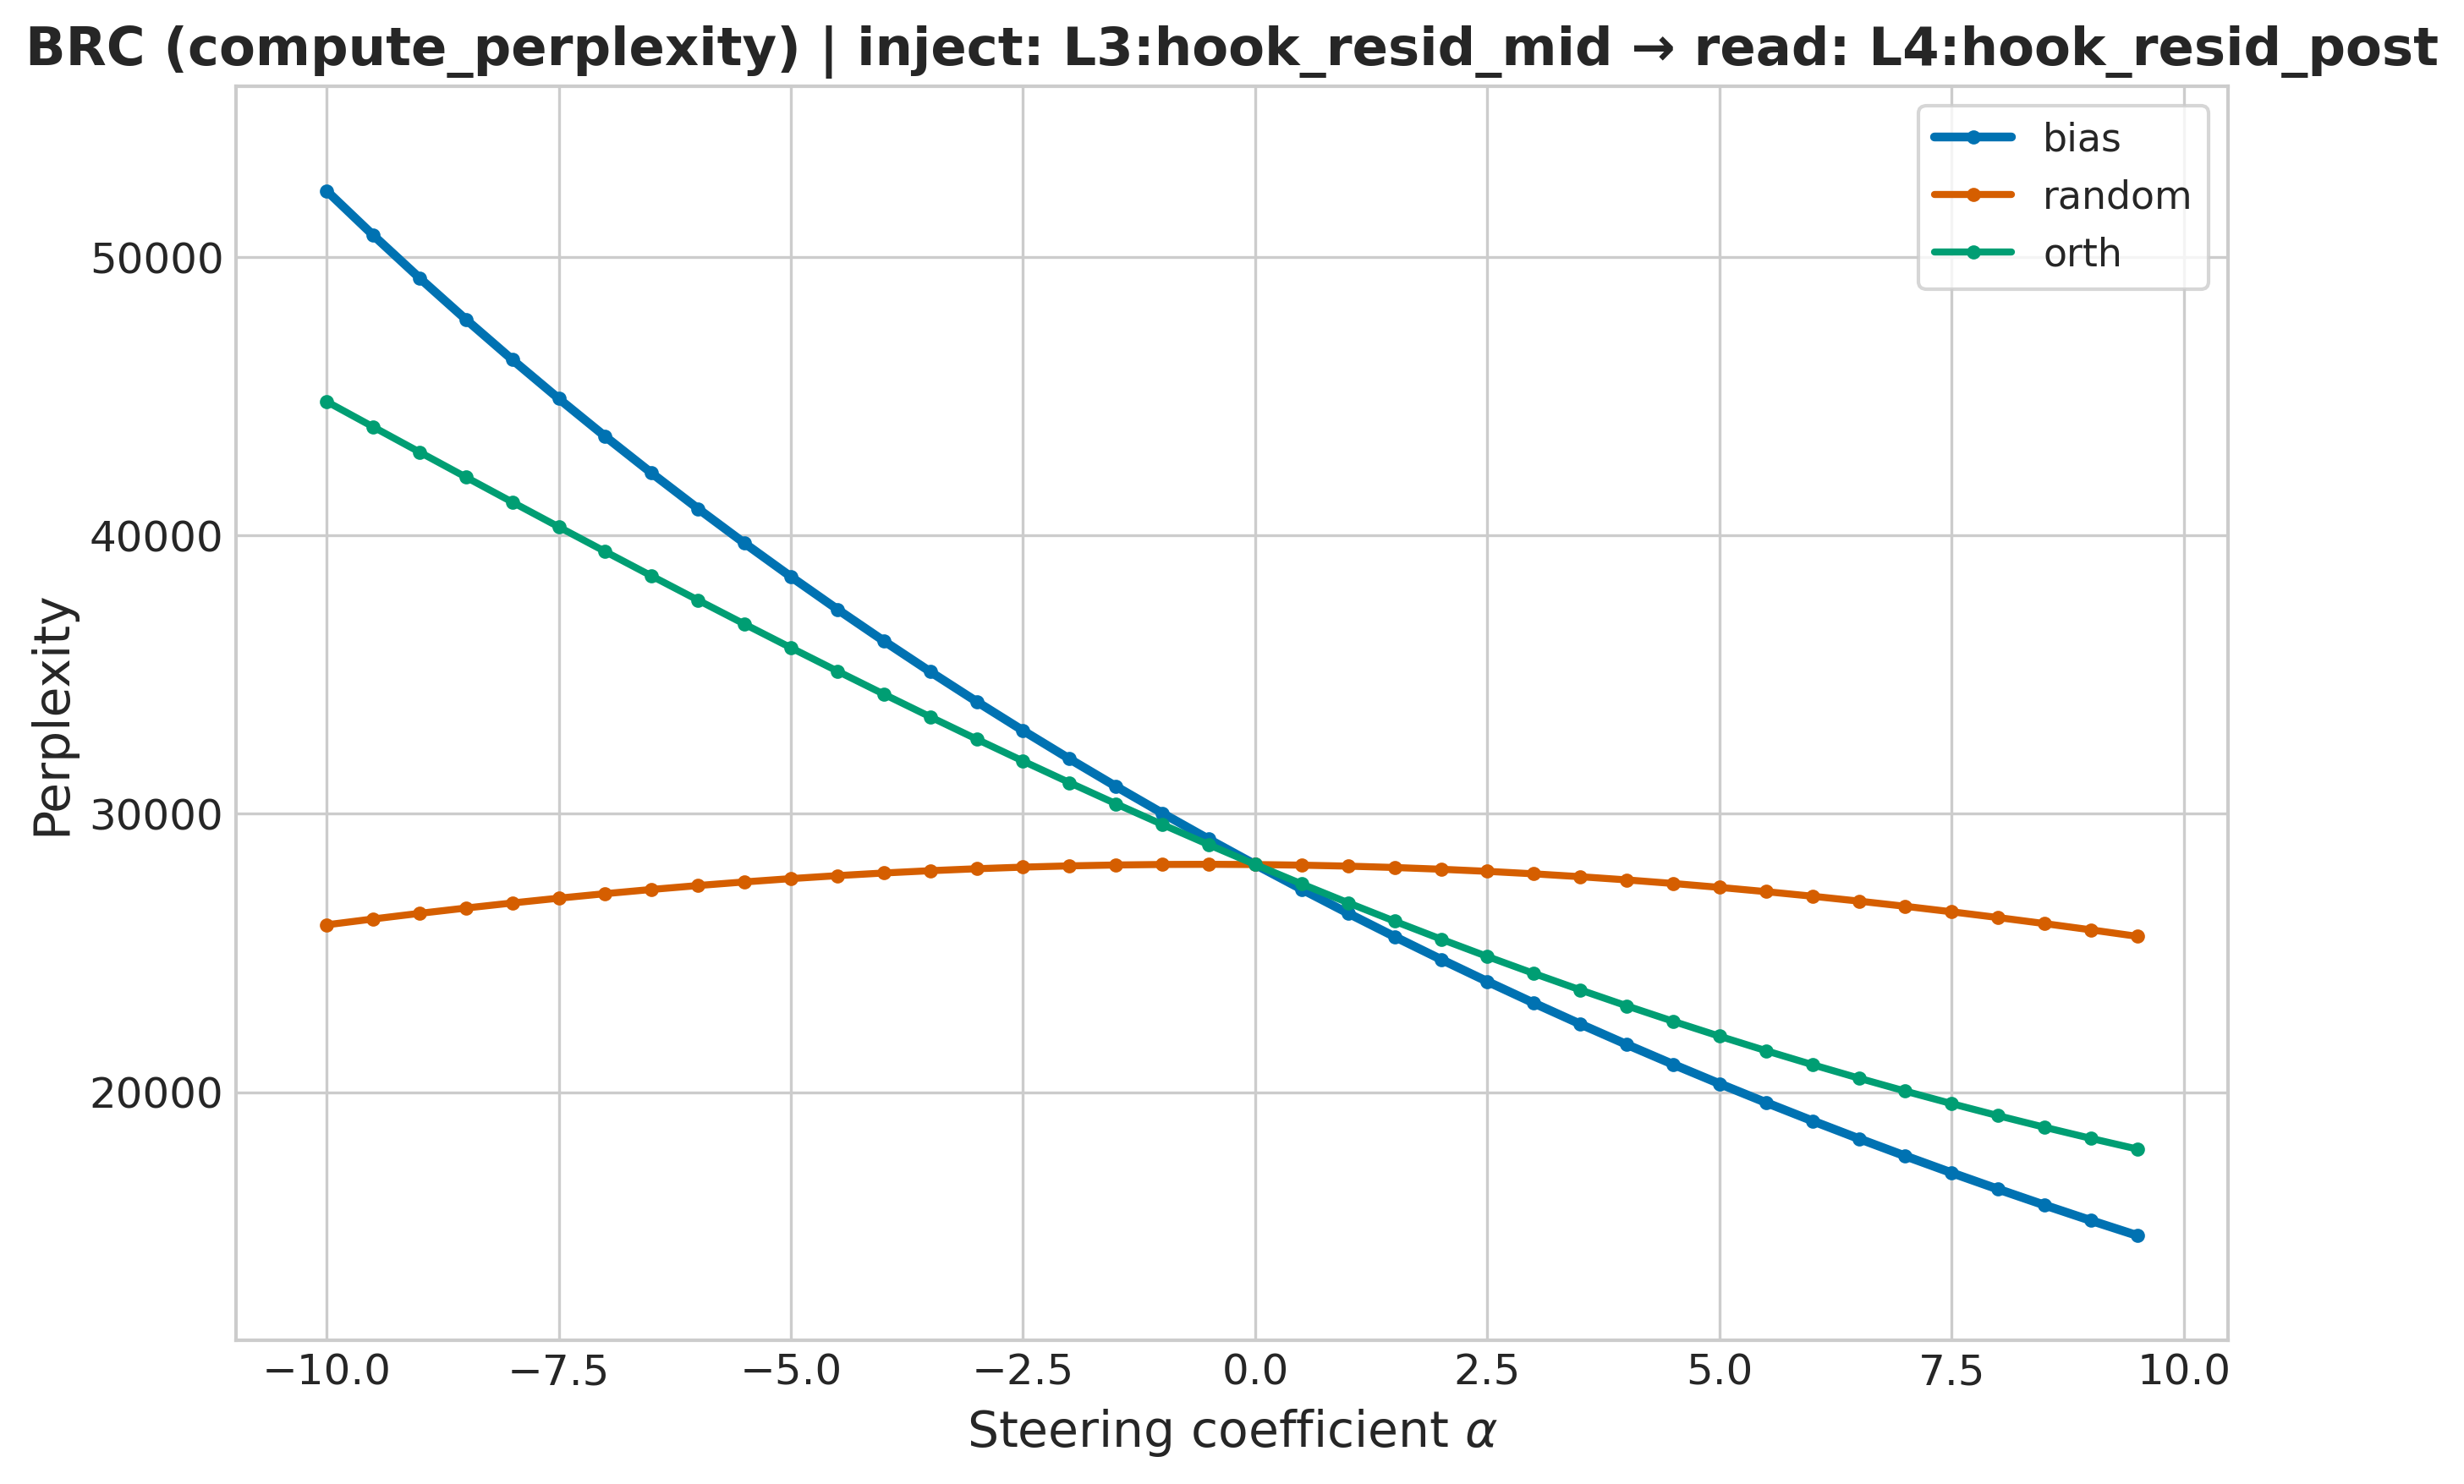 BRC (compute_perplexity) | inject: L3:hook_resid_mid → read: L4:hook_resid_post
bias
random
orth
50000
40000
30000
20000
Perplexity
−10.0 −7.5 −5.0 −2.5 0.0 2.5 5.0 7.5 10.0
Steering coefficient α